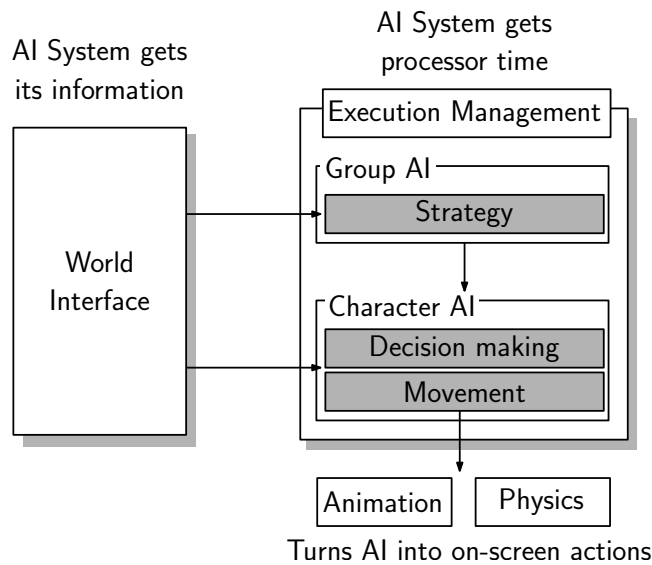 AI System gets
its information
AI System gets
processor time
World
Interface
Execution Management
Group AI
Strategy
Character AI
Decision making
Movement
Animation
Physics
Turns AI into on-screen actions